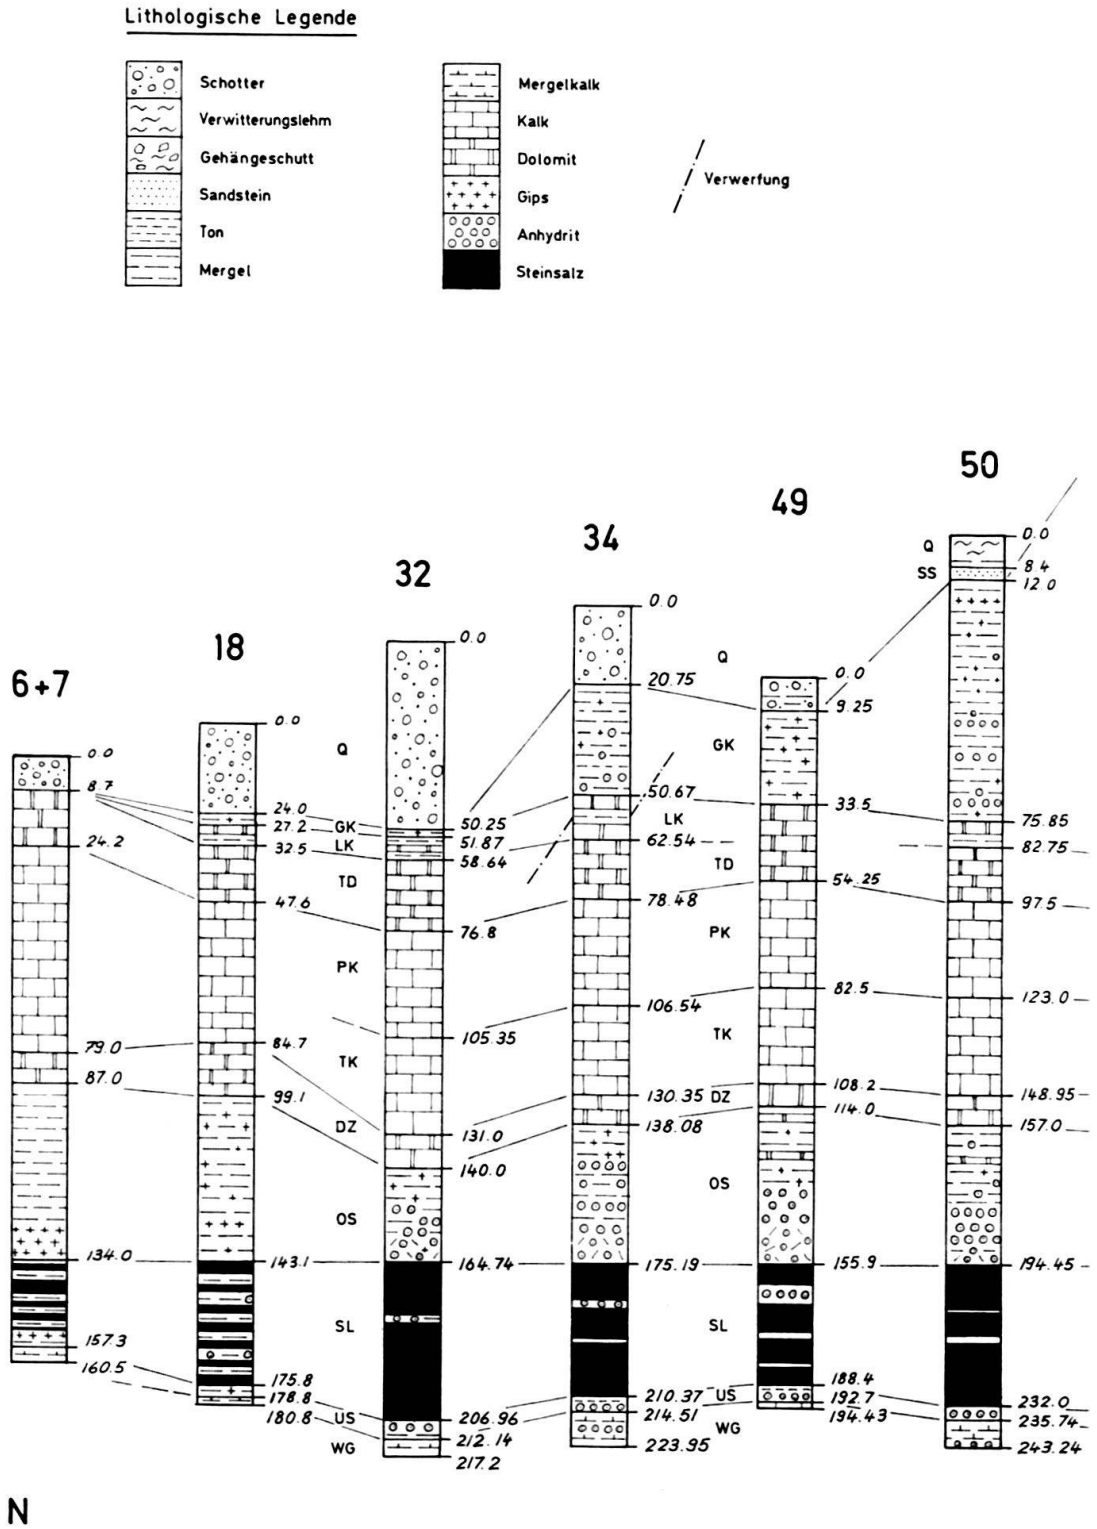 Lithologische Legende
Schotter
Verwitterungslehm
Gehängeschutt
Sandstein
Ton
Mergel
Mergelkalk
Kalk
Dolomit
Gips
Anhydrit
Steinsalz
Verwerfung
6+7
0.0
8.7
24.2
79.0
87.0
134.0
157.3
160.5
18
0.0
24.0
27.2
32.5
47.6
84.7
99.1
143.1
175.8
178.8
180.8
Q
GK
LK
TD
PK
TK
DZ
OS
SL
US
WG
32
0.0
50.25
51.87
58.64
76.8
105.35
131.0
140.0
164.74
206.96
212.14
217.2
34
0.0
20.75
50.67
62.54
78.48
106.54
130.35
138.08
175.19
210.37
214.51
223.95
Q
GK
LK
TD
PK
TK
DZ
OS
SL
US
WG
49
0.0
9.25
33.5
54.25
82.5
108.2
114.0
155.9
188.4
192.7
194.43
50
Q
SS
0.0
8.4
12.0
75.85
82.75
97.5
123.0
148.95
157.0
194.45
232.0
235.74
243.24
N